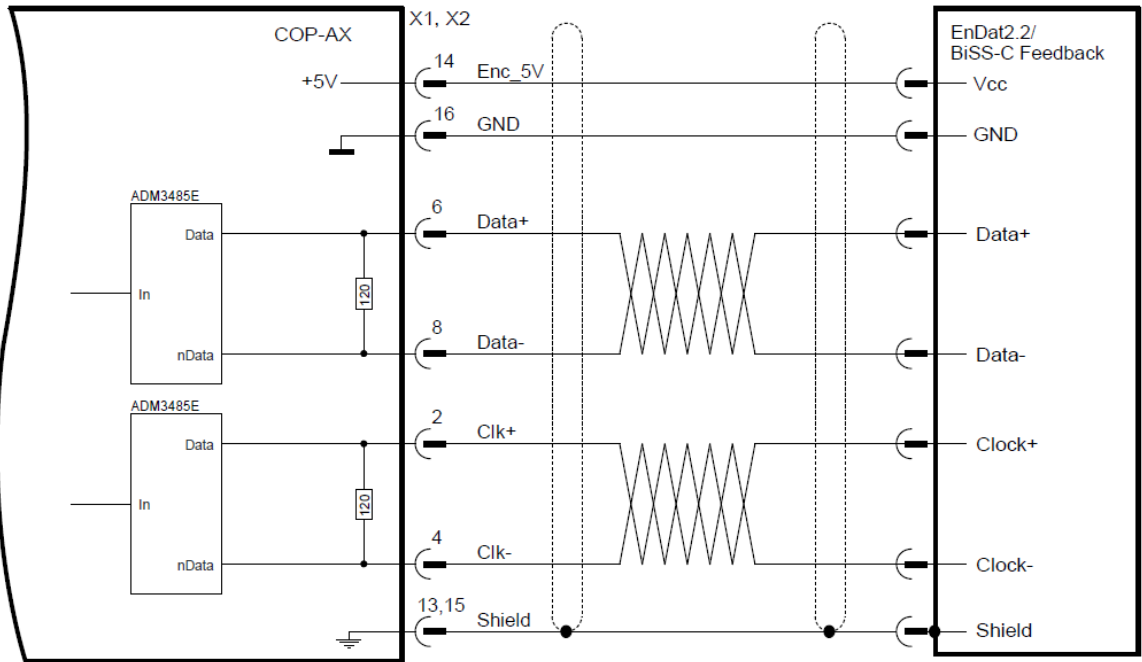 COP-AX
X1, X2
EnDat2.2/
BiSS-C Feedback
+5V
14
Enc_5V
Vcc
16
GND
GND
ADM3485E
Data
In
nData
120
6
Data+
Data+
8
Data-
Data-
ADM3485E
Data
In
nData
120
2
Clk+
Clock+
4
Clk-
Clock-
13,15
Shield
Shield